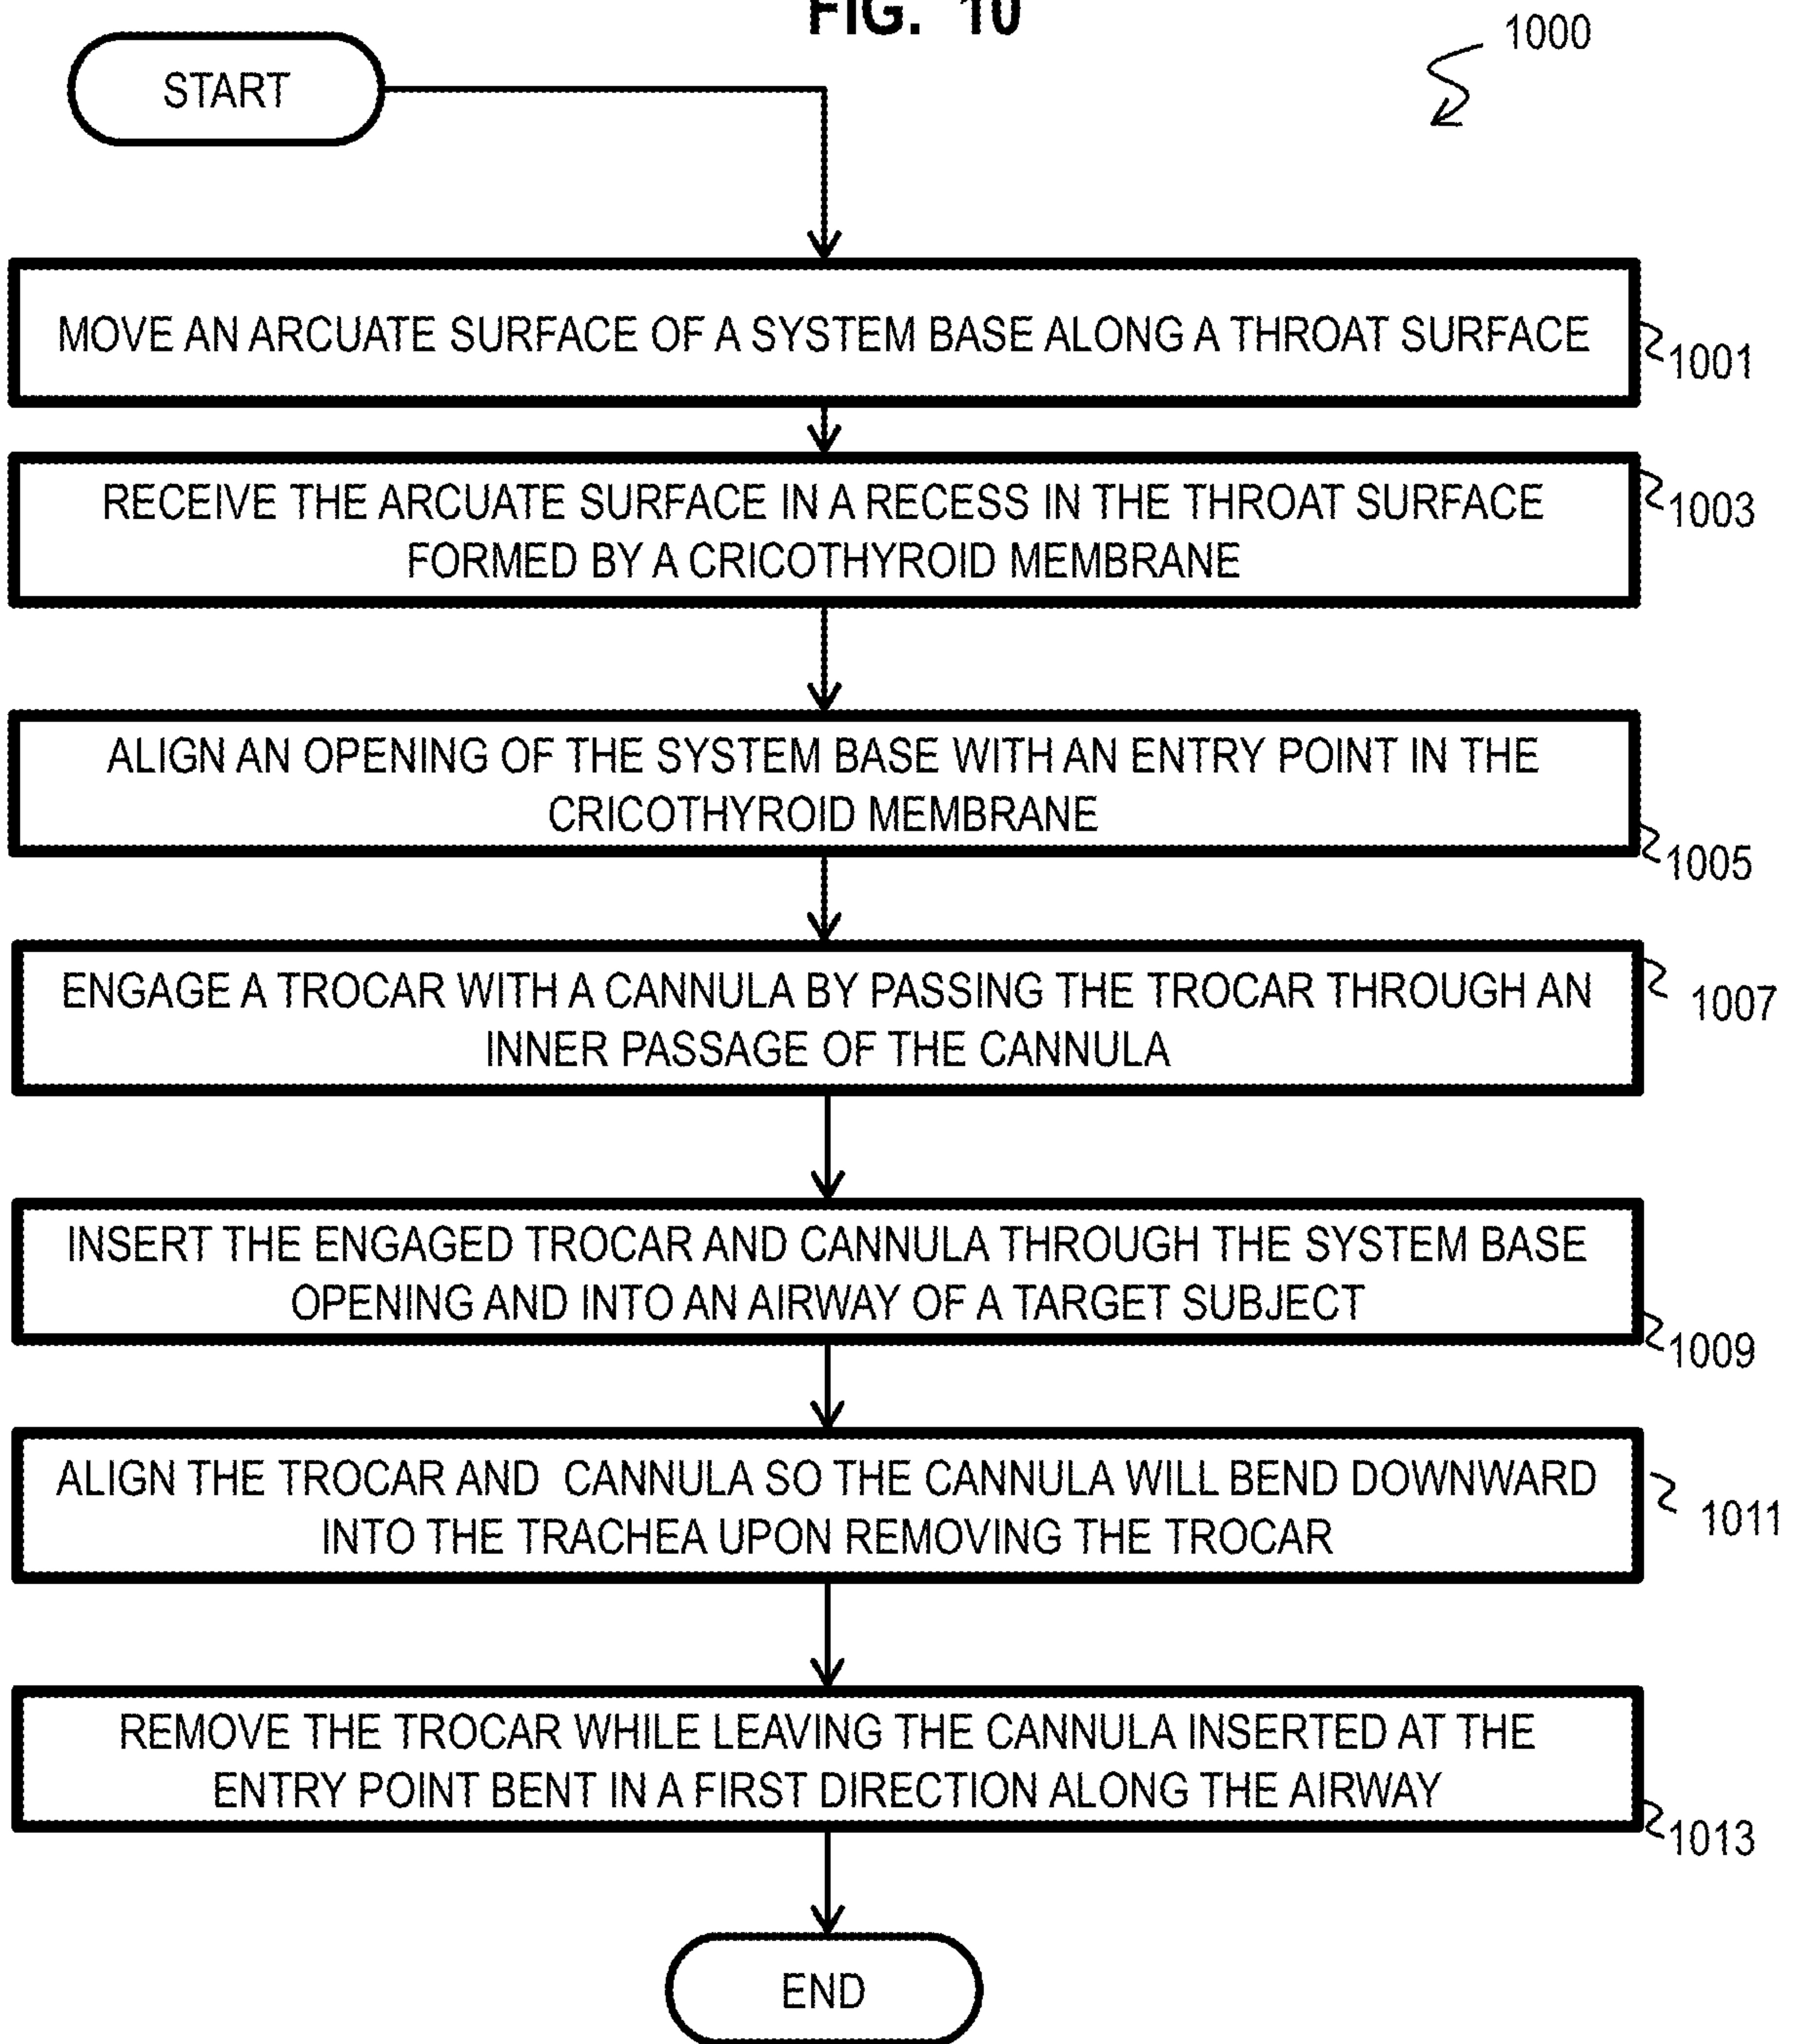 FIG. 10
1000
START
MOVE AN ARCUATE SURFACE OF A SYSTEM BASE ALONG A THROAT SURFACE
1001
RECEIVE THE ARCUATE SURFACE IN A RECESS IN THE THROAT SURFACE
FORMED BY A CRICOTHYROID MEMBRANE
1003
ALIGN AN OPENING OF THE SYSTEM BASE WITH AN ENTRY POINT IN THE
CRICOTHYROID MEMBRANE
1005
ENGAGE A TROCAR WITH A CANNULA BY PASSING THE TROCAR THROUGH AN
INNER PASSAGE OF THE CANNULA
1007
INSERT THE ENGAGED TROCAR AND CANNULA THROUGH THE SYSTEM BASE
OPENING AND INTO AN AIRWAY OF A TARGET SUBJECT
1009
ALIGN THE TROCAR AND CANNULA SO THE CANNULA WILL BEND DOWNWARD
INTO THE TRACHEA UPON REMOVING THE TROCAR
1011
REMOVE THE TROCAR WHILE LEAVING THE CANNULA INSERTED AT THE
ENTRY POINT BENT IN A FIRST DIRECTION ALONG THE AIRWAY
1013
END